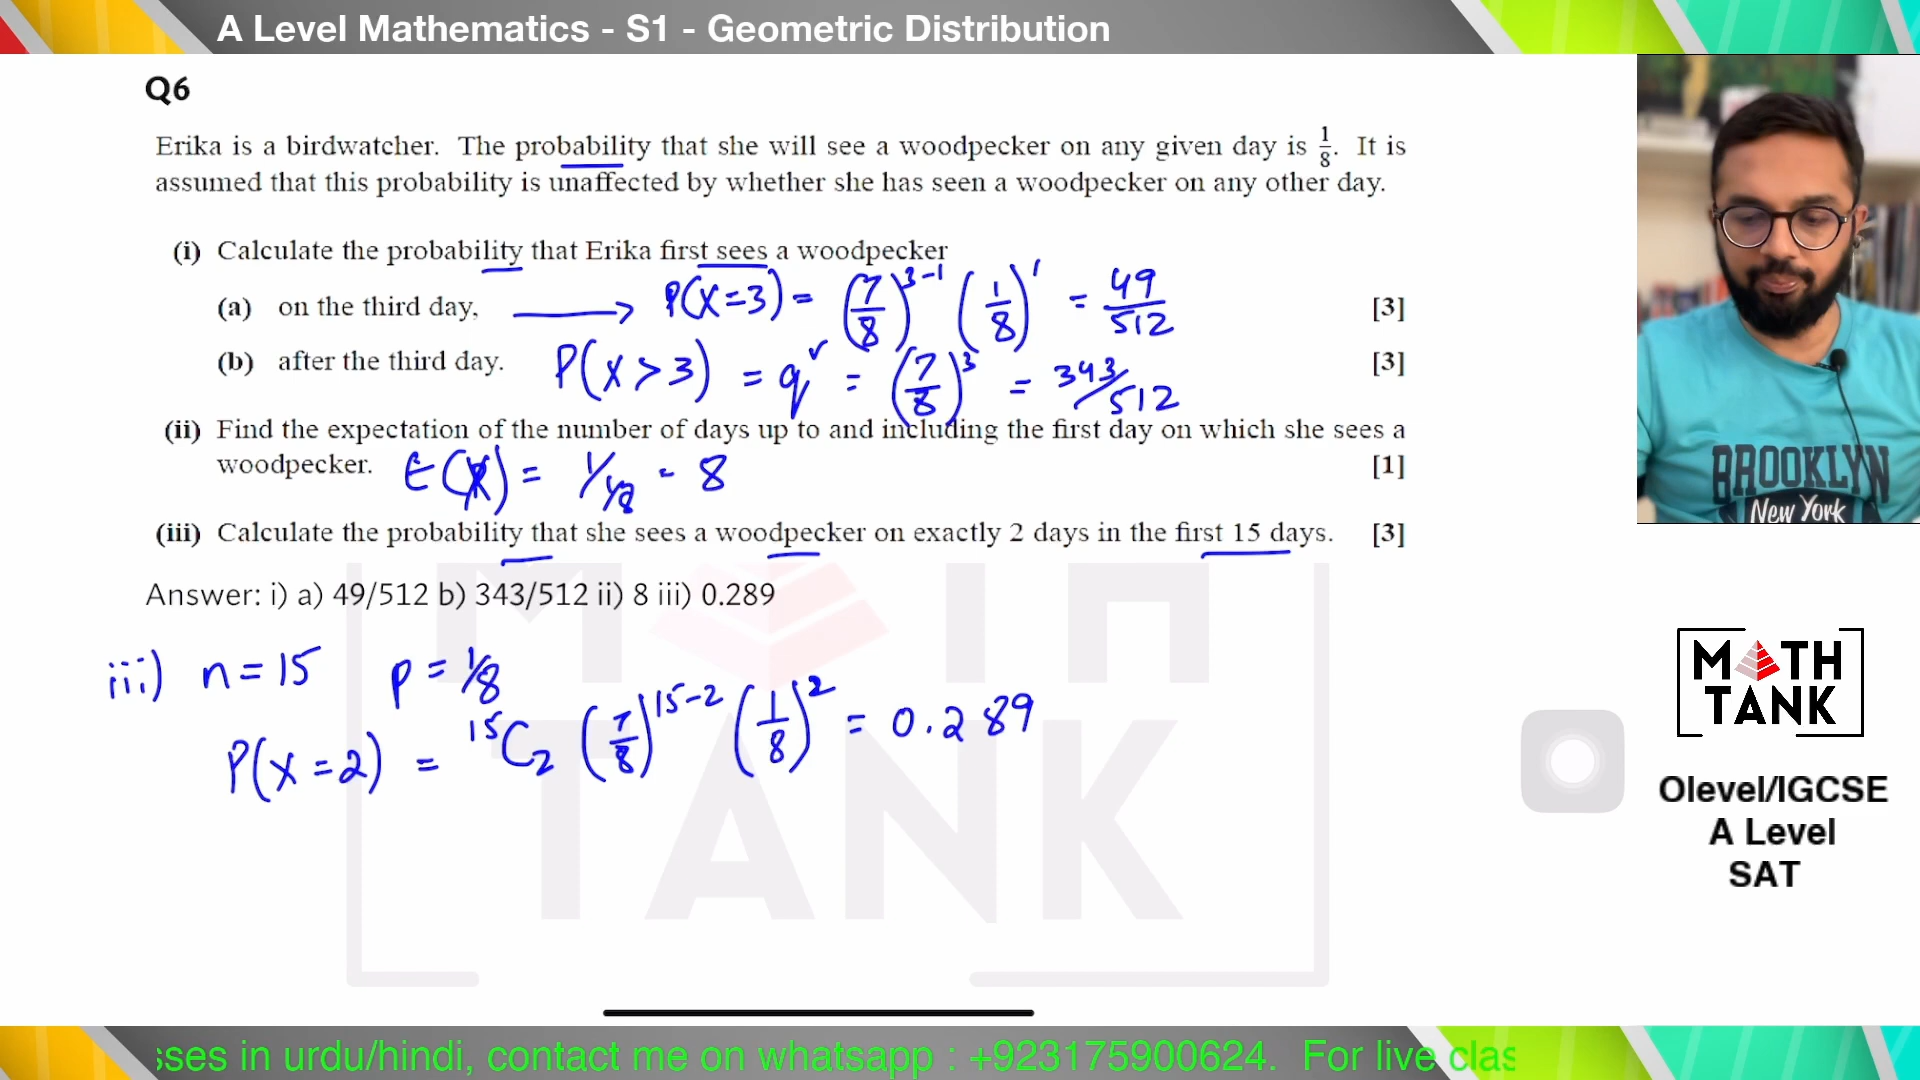 A Level Mathematics - S1 - Geometric Distribution
Q6
Erika is a birdwatcher. The probability that she will see a woodpecker on any given day is 1/8. It is
assumed that this probability is unaffected by whether she has seen a woodpecker on any other day.
(i) Calculate the probability that Erika first sees a woodpecker
(a) on the third day, → P(X=3) = (7/8)^3-1 (1/8)^1 = 49/512 [3]
(b) after the third day. P(X>3) = q^r = (7/8)^3 = 343/512 [3]
(ii) Find the expectation of the number of days up to and including the first day on which she sees a
woodpecker. E(X) = 1/1/8 = 8 [1]
(iii) Calculate the probability that she sees a woodpecker on exactly 2 days in the first 15 days. [3]
Answer: i) a) 49/512 b) 343/512 ii) 8 iii) 0.289
iii) n=15 p=1/8
P(X=2) = 15C2 (7/8)^15-2 (1/8)^2 = 0.289
MATH TANK
BROOKLYN
New York
MATH
TANK
Olevel/IGCSE
A Level
SAT
sses in urdu/hindi, contact me on whatsapp : +923175900624. For live clas